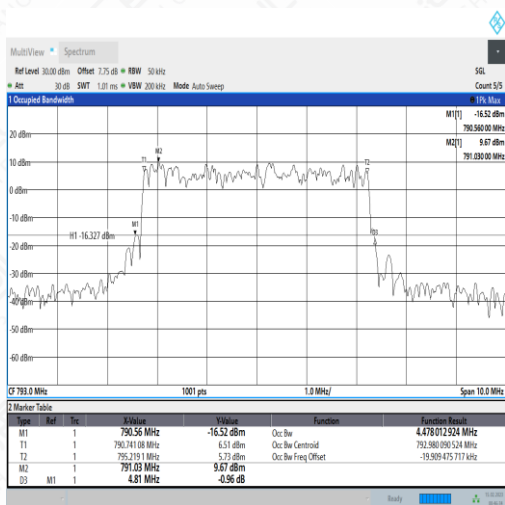 MultiView Spectrum
Ref Level 30.00 dBm Offset 7.75 dB RBW 50 kHz SGL
Att 30 dB SWT 1.01 ms VBW 200 kHz Mode Auto Sweep Count 5/5
1 Occupied Bandwidth 1Pk Max
M1[1] -16.52 dBm
790.56000 MHz
M2[1] 9.67 dBm
791.03000 MHz
20 dBm
M2
T1
T2
10 dBm
0 dBm
-10 dBm
M1
H1 -16.327 dBm
D3
-20 dBm
-30 dBm
-40 dBm
-50 dBm
-60 dBm
CF 793.0 MHz 1001 pts 1.0 MHz/ Span 10.0 MHz
2 Marker Table
Type Ref Trc X-Value Y-Value Function Function Result
M1 1 790.56 MHz -16.52 dBm Occ Bw 4.478 012 924 MHz
T1 1 790.741 08 MHz 6.51 dBm Occ Bw Centroid 792.980 090 524 MHz
T2 1 795.219 1 MHz 5.73 dBm Occ Bw Freq Offset -19.909 475 717 kHz
M2 1 791.03 MHz 9.67 dBm
D3 M1 1 4.81 MHz -0.96 dB
Ready